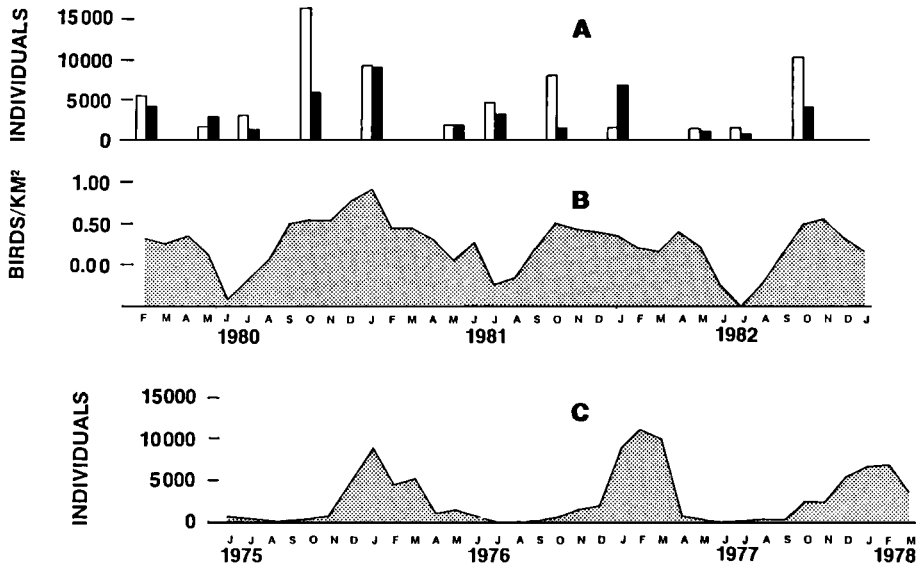 INDIVIDUALS
15000
10000
5000
0
A
BIRDS/KM²
1.00
0.50
0.00
B
F M A M J J A S O N D J F M A M J J A S O N D J F M A M J J A S O N D J
1980 1981 1982
INDIVIDUALS
15000
10000
5000
0
C
J J A S O N D J F M A M J J A S O N D J F M A M J J A S O N D J F M
1975 1976 1977 1978